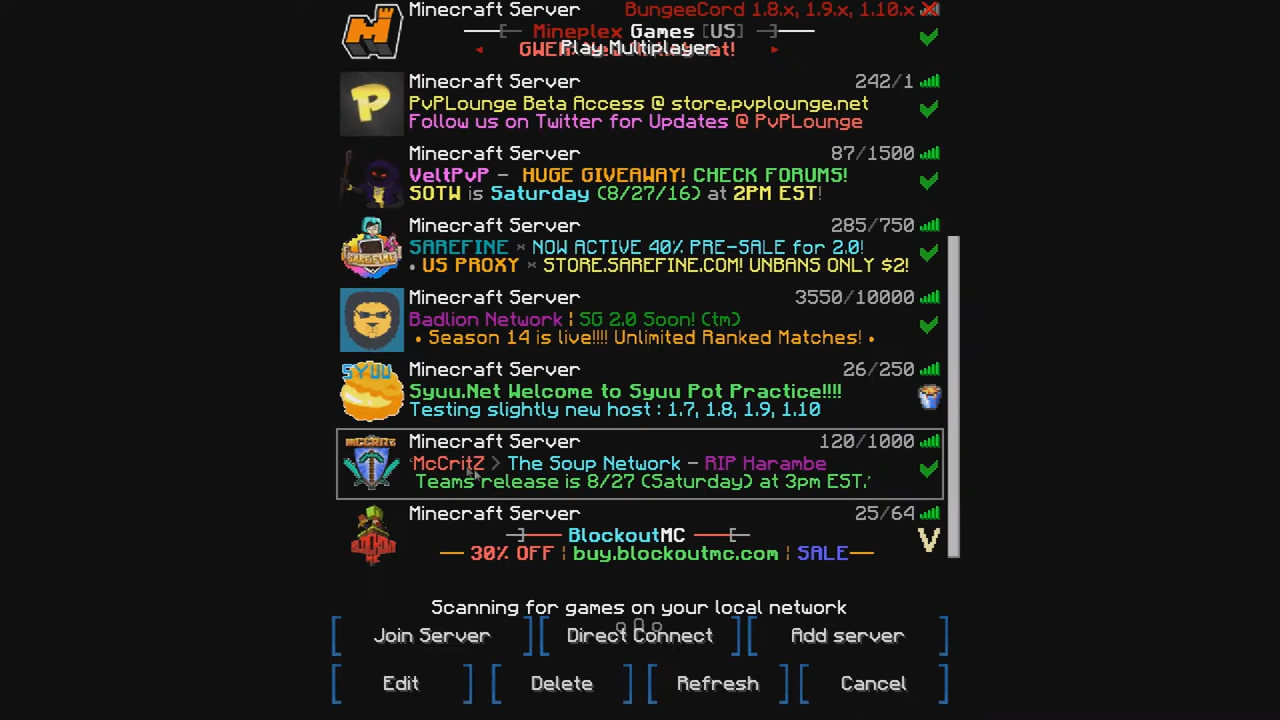 Minecraft Server BungeeCord 1.8.x, 1.9.x, 1.10.x
Mineplex Games [US]
Play Multiplayer
Minecraft Server 242/1
PvPLounge Beta Access @ store.pvplounge.net
Follow us on Twitter for Updates @ PvPLounge
Minecraft Server 87/1500
VeltPvP - HUGE GIVEAWAY! CHECK FORUMS!
SOTW is Saturday (8/27/16) at 2PM EST!
Minecraft Server 285/750
SAREFINE × NOW ACTIVE 40% PRE-SALE for 2.0!
• US PROXY × STORE.SAREFINE.COM! UNBANS ONLY $2!
SAREFINE
Minecraft Server 3550/10000
Badlion Network ¦ SG 2.0 Soon! (tm)
• Season 14 is live!!!! Unlimited Ranked Matches! •
SYUU
Minecraft Server 26/250
Syuu.Net Welcome to Syuu Pot Practice!!!!
Testing slightly new host : 1.7, 1.8, 1.9, 1.10
MCCRITZ
Minecraft Server 120/1000
'McCritZ > The Soup Network - RIP Harambe
Teams release is 8/27 (Saturday) at 3pm EST.'
BLOCKOUT MC
Minecraft Server 25/64
BlockoutMC
30% OFF ¦ buy.blockoutmc.com ¦ SALE
Scanning for games on your local network
[ Join Server ] [ Direct Connect ] [ Add server ]
[ Edit ] [ Delete ] [ Refresh ] [ Cancel ]